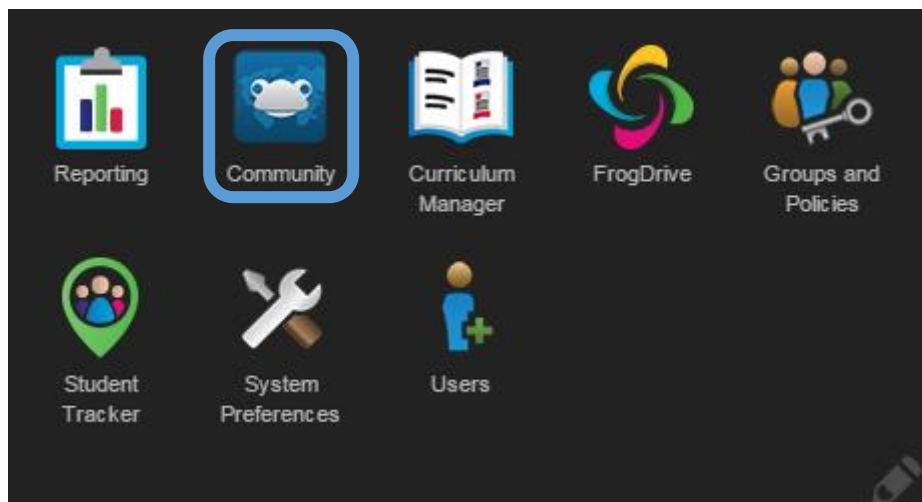 Reporting
Community
Curriculum
Manager
FrogDrive
Groups and
Policies
Student
Tracker
System
Preferences
Users